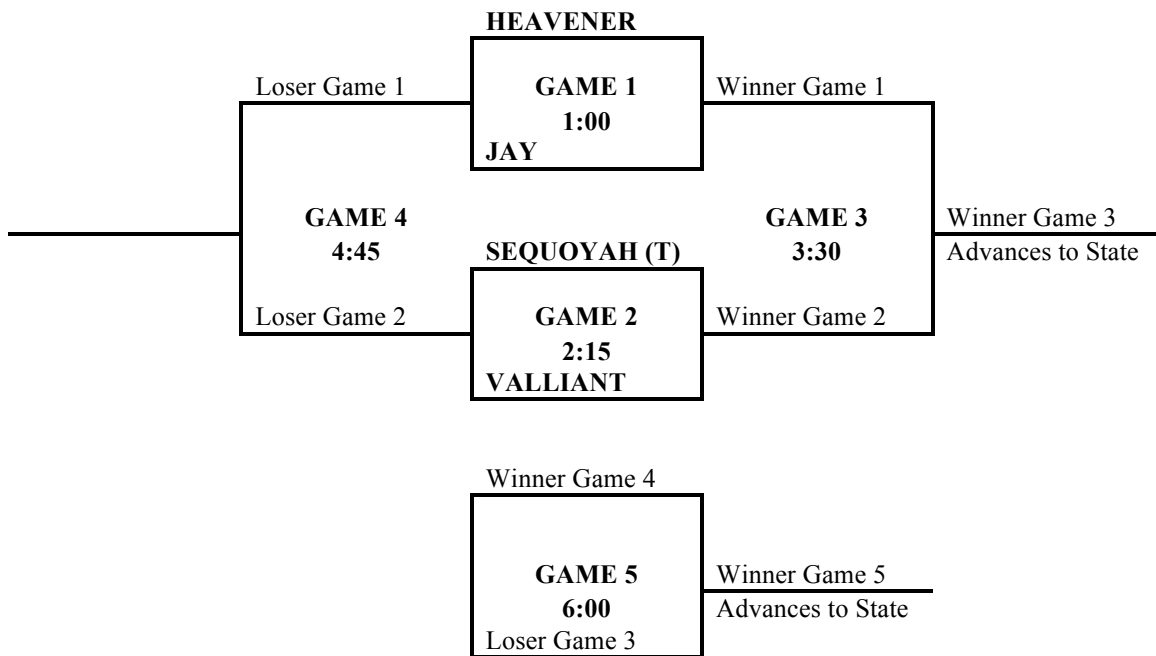 HEAVENER
Loser Game 1
GAME 1
Winner Game 1
1:00
JAY
GAME 4
GAME 3
Winner Game 3
4:45
SEQUOYAH (T)
3:30
Advances to State
Loser Game 2
GAME 2
Winner Game 2
2:15
VALLIANT
Winner Game 4
GAME 5
Winner Game 5
6:00
Advances to State
Loser Game 3